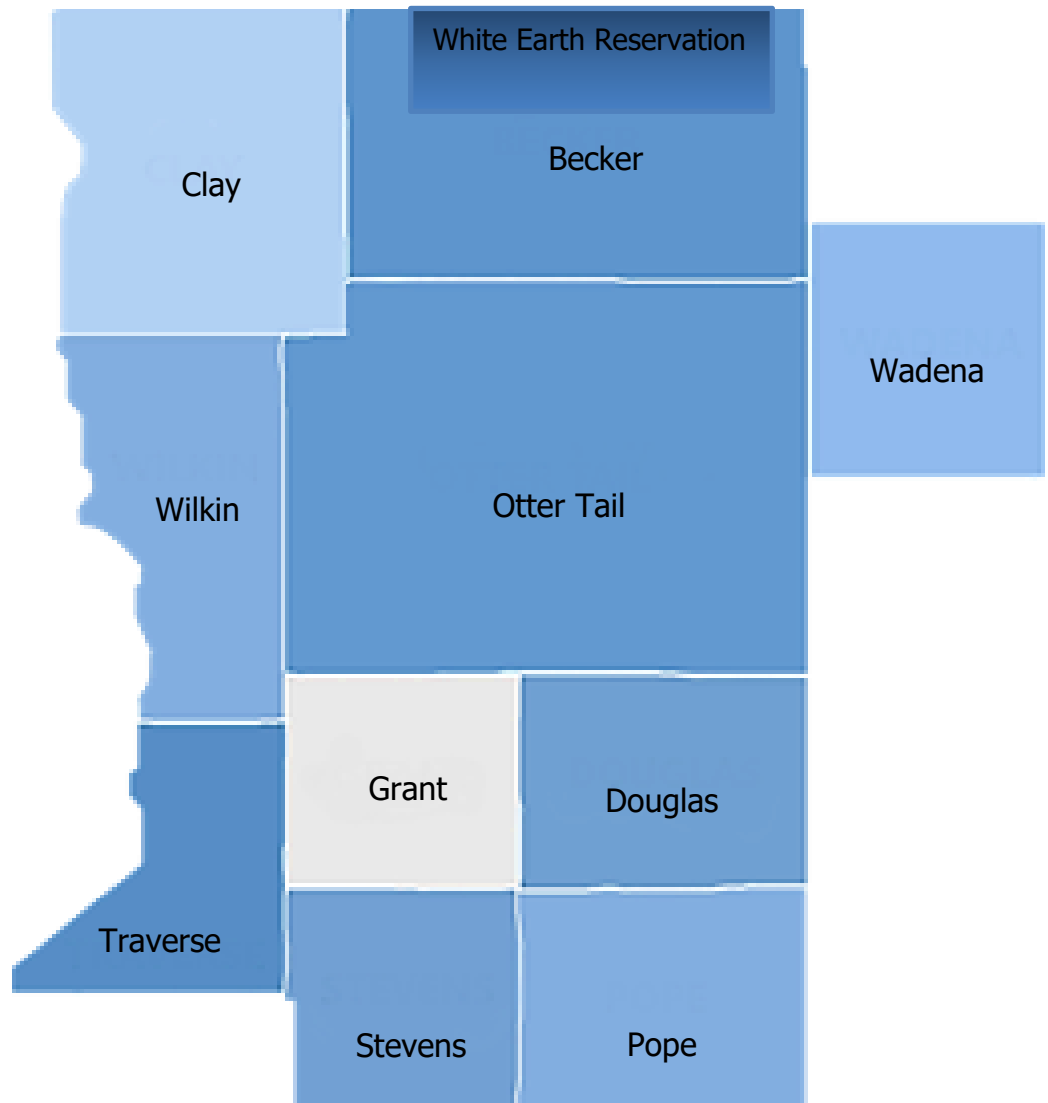 White Earth Reservation
Becker
Clay
Wadena
Wilkin
Otter Tail
Grant
Douglas
Traverse
Stevens
Pope